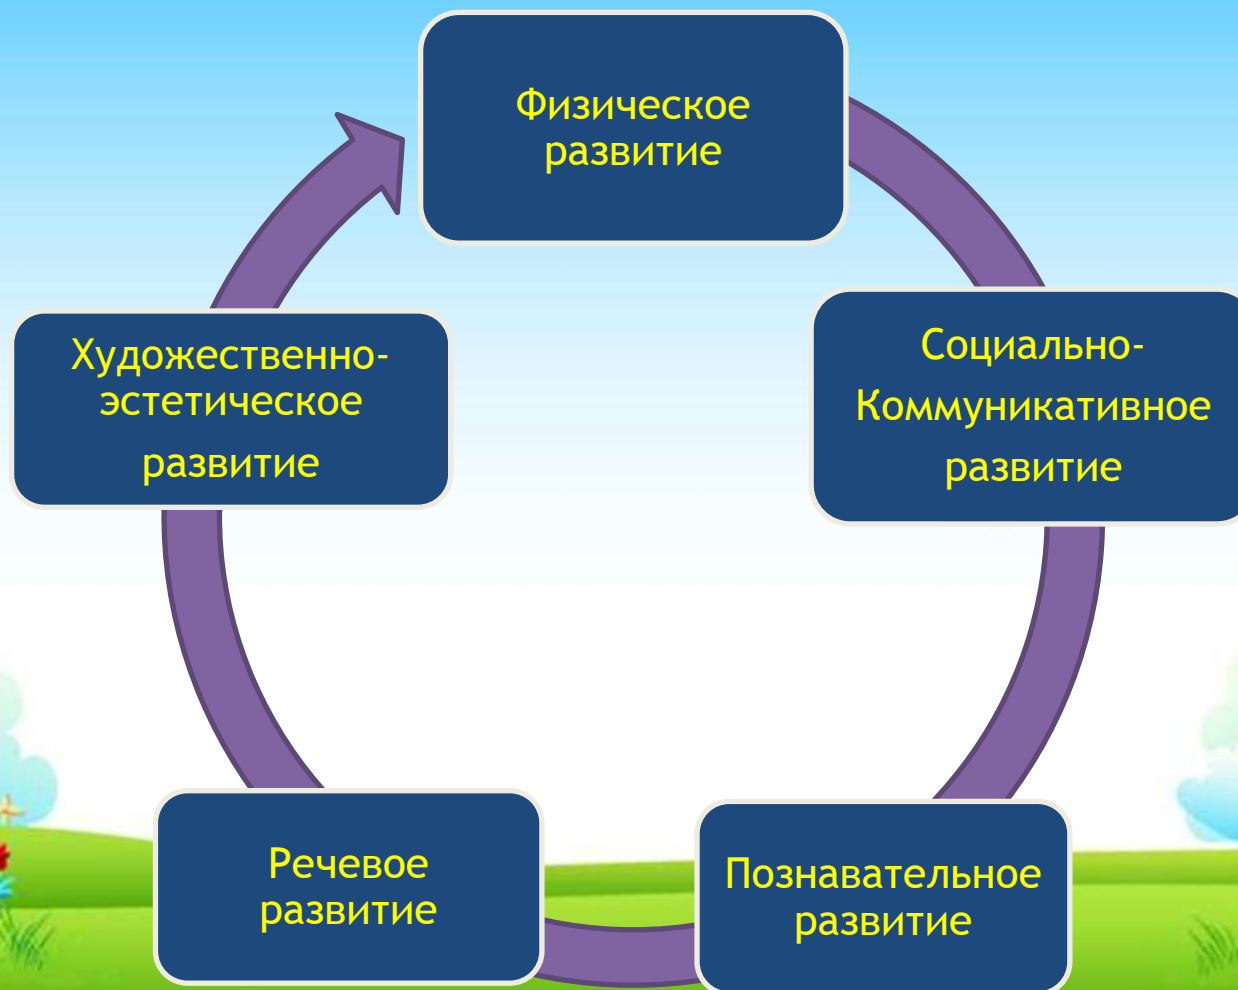 Физическое
развитие
Социально-
Коммуникативное
развитие
Познавательное
развитие
Речевое
развитие
Художественно-
эстетическое
развитие